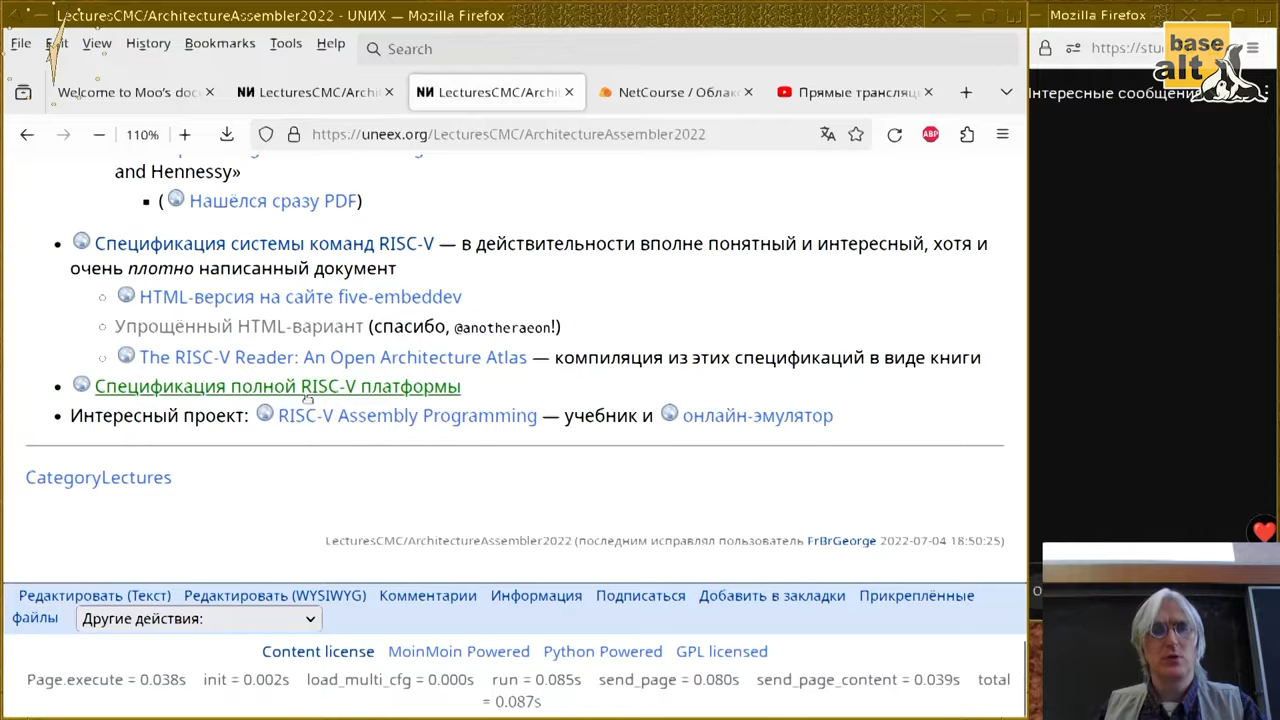 LecturesCMC/ArchitectureAssembler2022 - UNИX — Mozilla Firefox
Mozilla Firefox
File Edit View History Bookmarks Tools Help
Search
https://stu
base
alt
Welcome to Moo's doc
ИИ LecturesCMC/Archi
ИИ LecturesCMC/Archi
NetCourse / Облак
Прямые трансляц
Интересные сообщения
110%
https://uneex.org/LecturesCMC/ArchitectureAssembler2022
ABP
and Hennessy»
(Нашёлся сразу PDF)
Спецификация системы команд RISC-V — в действительности вполне понятный и интересный, хотя и
очень плотно написанный документ
HTML-версия на сайте five-embeddev
Упрощённый HTML-вариант (спасибо, @anotheraeon!)
The RISC-V Reader: An Open Architecture Atlas — компиляция из этих спецификаций в виде книги
Спецификация полной RISC-V платформы
Интересный проект: RISC-V Assembly Programming — учебник и онлайн-эмулятор
CategoryLectures
LecturesCMC/ArchitectureAssembler2022 (последним исправлял пользователь FrBrGeorge 2022-07-04 18:50:25)
Редактировать (Текст) Редактировать (WYSIWYG) Комментарии Информация Подписаться Добавить в закладки Прикреплённые
файлы Другие действия:
Content license MoinMoin Powered Python Powered GPL licensed
Page.execute = 0.038s init = 0.002s load_multi_cfg = 0.000s run = 0.085s send_page = 0.080s send_page_content = 0.039s total
= 0.087s